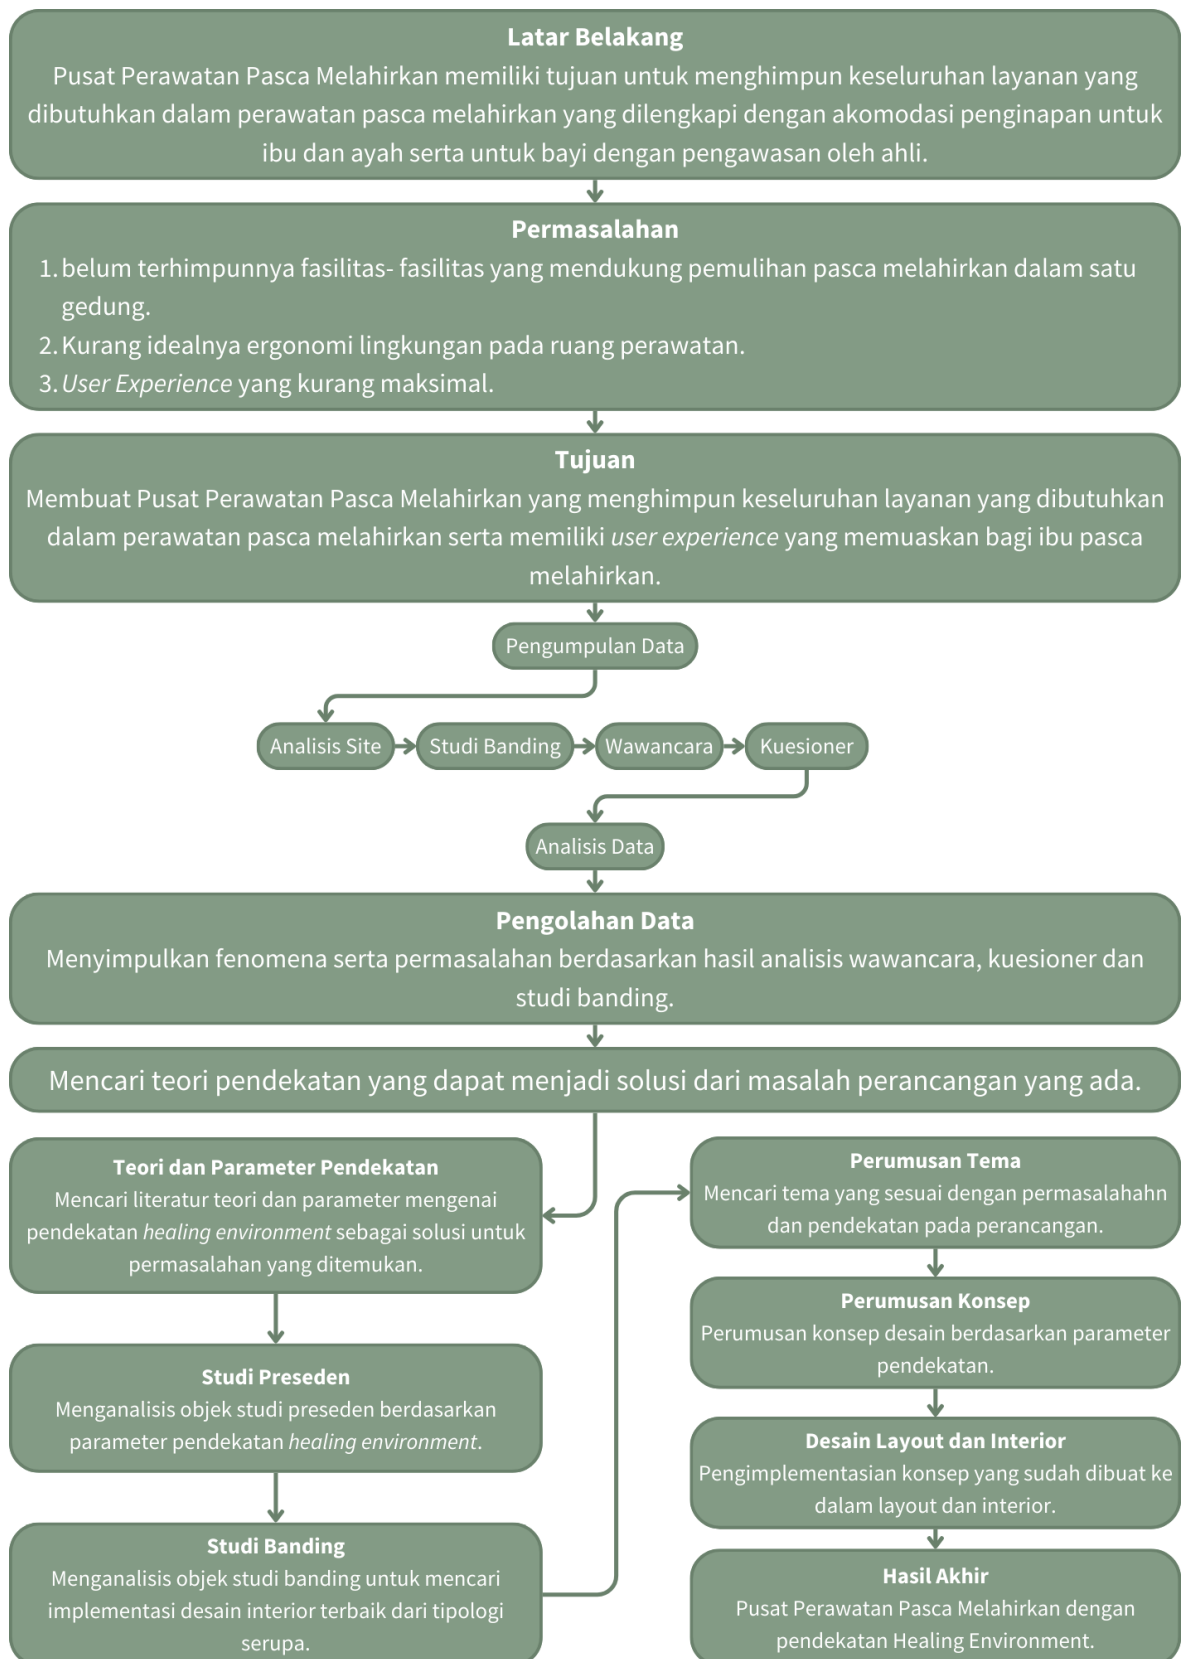 Latar Belakang
Pusat Perawatan Pasca Melahirkan memiliki tujuan untuk menghimpun keseluruhan layanan yang
dibutuhkan dalam perawatan pasca melahirkan yang dilengkapi dengan akomodasi penginapan untuk
ibu dan ayah serta untuk bayi dengan pengawasan oleh ahli.
Permasalahan
1. belum terhimpunnya fasilitas- fasilitas yang mendukung pemulihan pasca melahirkan dalam satu
gedung.
2. Kurang idealnya ergonomi lingkungan pada ruang perawatan.
3. User Experience yang kurang maksimal.
Tujuan
Membuat Pusat Perawatan Pasca Melahirkan yang menghimpun keseluruhan layanan yang dibutuhkan
dalam perawatan pasca melahirkan serta memiliki user experience yang memuaskan bagi ibu pasca
melahirkan.
Pengumpulan Data
Analisis Site
Studi Banding
Wawancara
Kuesioner
Analisis Data
Pengolahan Data
Menyimpulkan fenomena serta permasalahan berdasarkan hasil analisis wawancara, kuesioner dan
studi banding.
Mencari teori pendekatan yang dapat menjadi solusi dari masalah perancangan yang ada.
Teori dan Parameter Pendekatan
Mencari literatur teori dan parameter mengenai
pendekatan healing environment sebagai solusi untuk
permasalahan yang ditemukan.
Studi Preseden
Menganalisis objek studi preseden berdasarkan
parameter pendekatan healing environment.
Studi Banding
Menganalisis objek studi banding untuk mencari
implementasi desain interior terbaik dari tipologi
serupa.
Perumusan Tema
Mencari tema yang sesuai dengan permasalahahn
dan pendekatan pada perancangan.
Perumusan Konsep
Perumusan konsep desain berdasarkan parameter
pendekatan.
Desain Layout dan Interior
Pengimplementasian konsep yang sudah dibuat ke
dalam layout dan interior.
Hasil Akhir
Pusat Perawatan Pasca Melahirkan dengan
pendekatan Healing Environment.